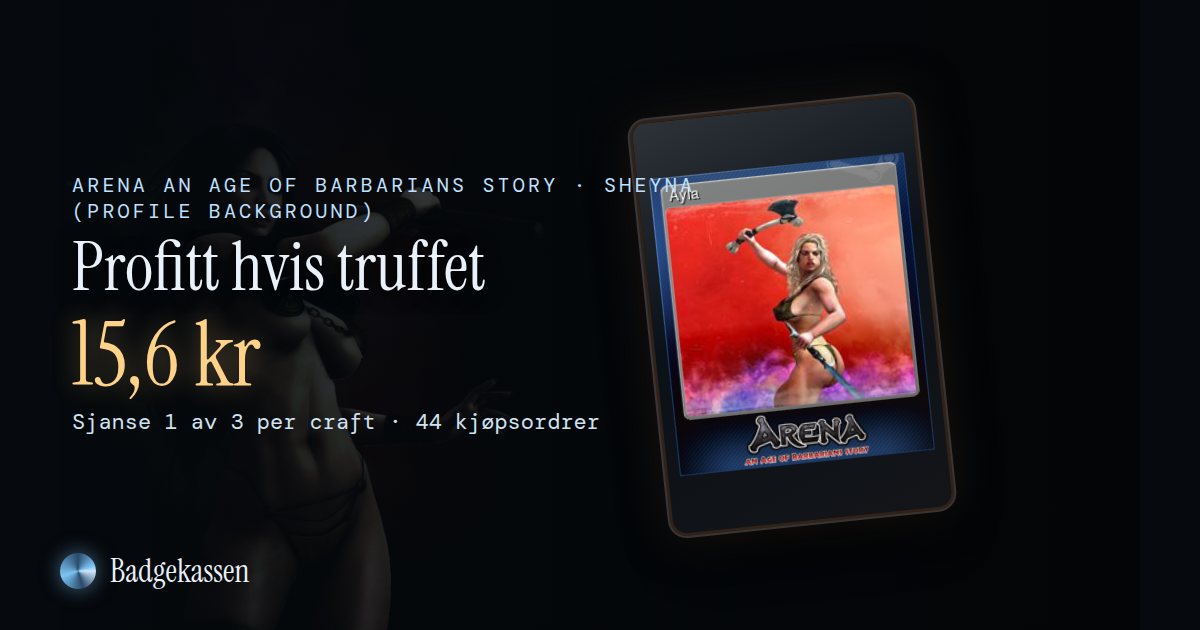 ARENA AN AGE OF BARBARIANS STORY · SHEYNA
(PROFILE BACKGROUND)
Profitt hvis truffet
15,6 kr
Sjanse 1 av 3 per craft · 44 kjøpsordrer
Badgekassen
Ayla
ARENA
AN AGE OF BARBARIANS STORY